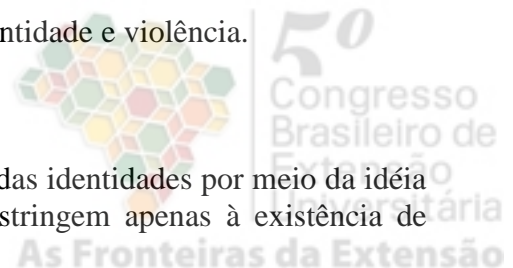 ntidade e violência.
5º
Congresso
Brasileiro de
Extensão
Universitária
das identidades por meio da idéia
stringem apenas à existência de
As Fronteiras da Extensão